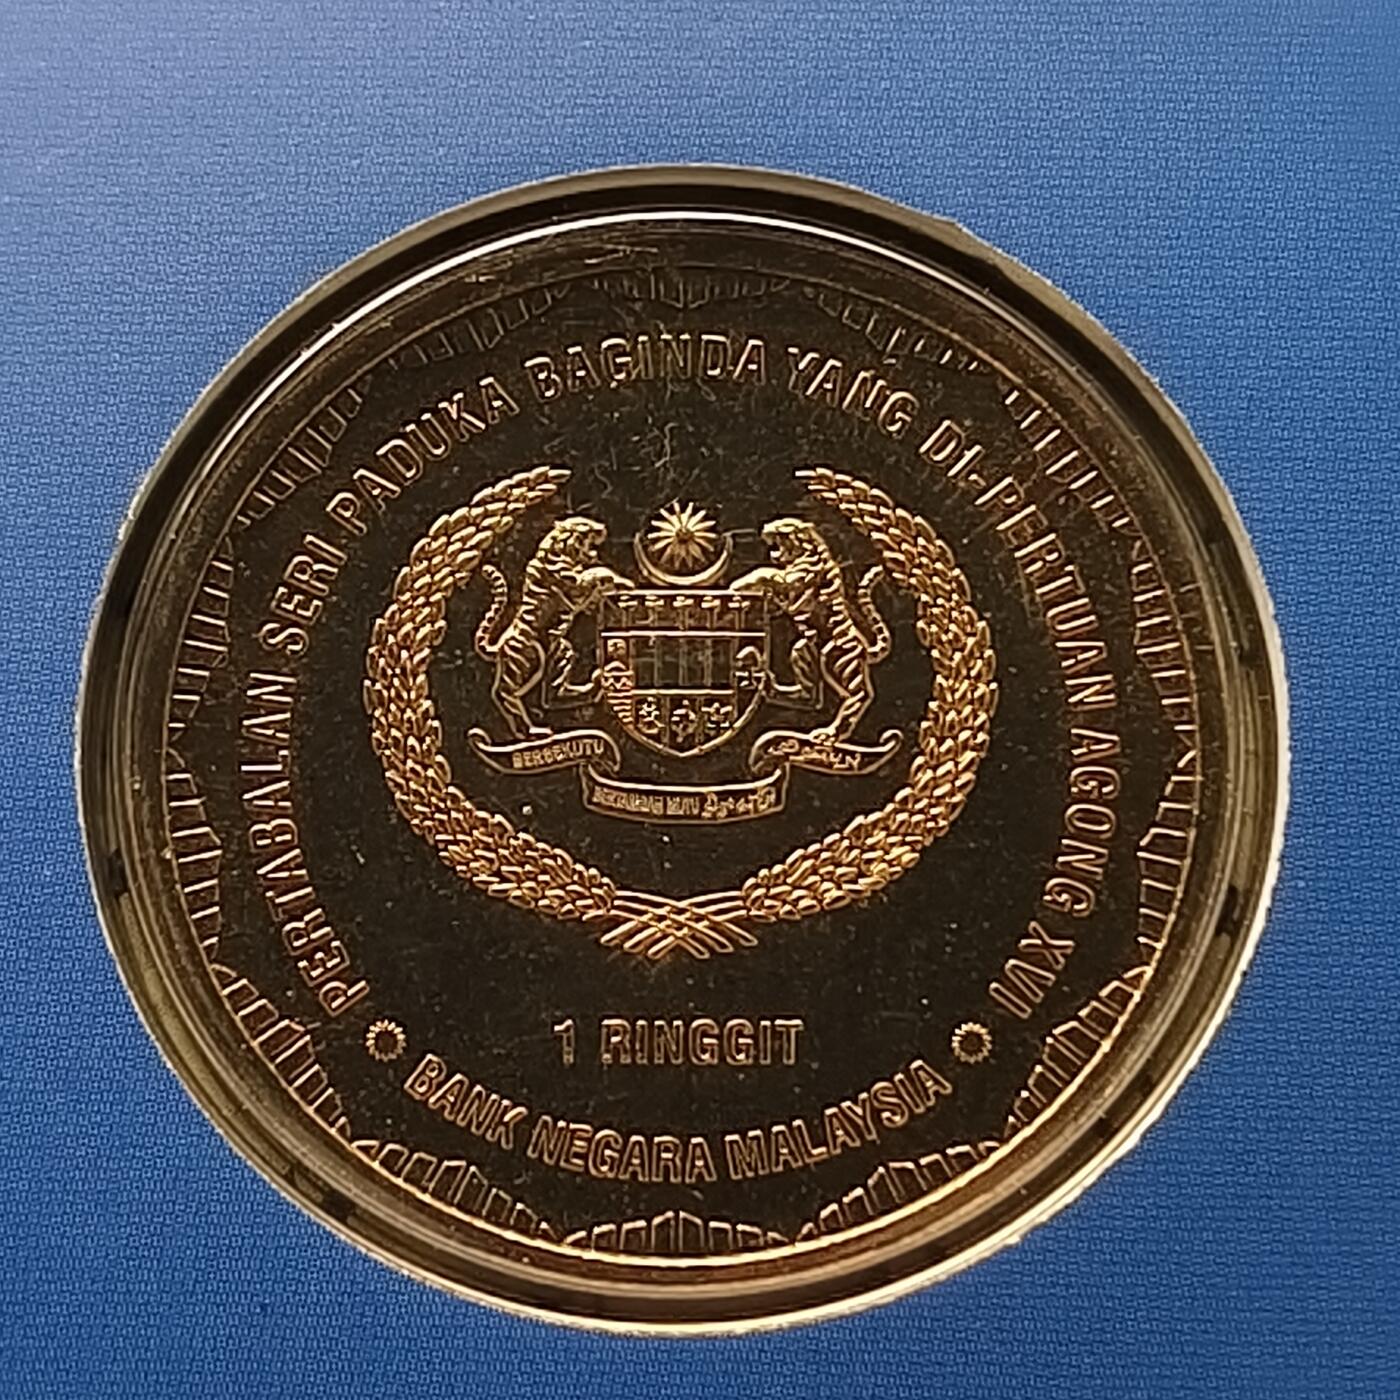 PERTABALAN SERI PADUKA BAGINDA YANG DI-PERTUAN AGONG XVI
BERSEKUTU
1 RINGGIT
BANK NEGARA MALAYSIA